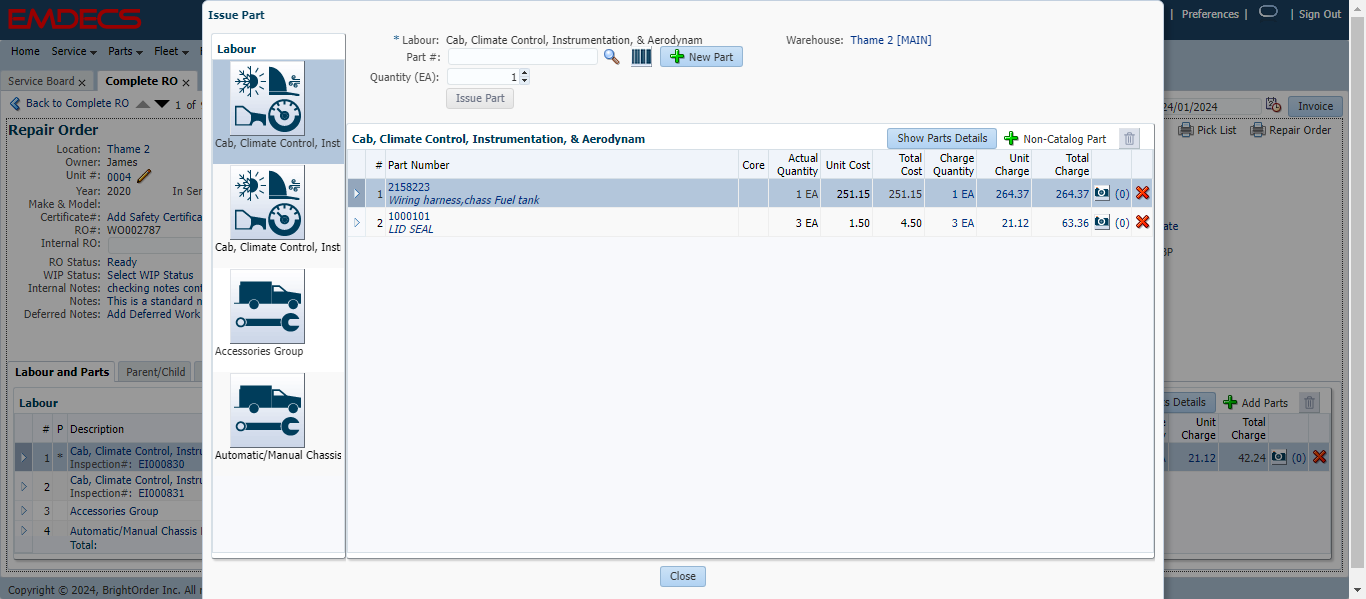 EMDECS
| Preferences | | Sign Out
Home Service Parts Fleet
Service Board x Complete RO x
Back to Complete RO 1 of
24/01/2024 Invoice
Pick List Repair Order
Repair Order
Location: Thame 2
Owner: James
Unit #: 0004
Year: 2020 In Ser
Make & Model:
Certificate#: Add Safety Certifica
RO#: WO002787
Internal RO:
RO Status: Ready
WIP Status: Select WIP Status
Internal Notes: checking notes cont
Notes: This is a standard n
Deferred Notes: Add Deferred Work
Labour and Parts Parent/Child
Labour
# P Description
1 * Cab, Climate Control, Instru
Inspection#: EI000830
2 Cab, Climate Control, Instru
Inspection#: EI000831
3 Accessories Group
4 Automatic/Manual Chassis
Total:
Copyright © 2024, BrightOrder Inc. All
Issue Part
Labour
Cab, Climate Control, Inst
Cab, Climate Control, Inst
Accessories Group
Automatic/Manual Chassis
* Labour: Cab, Climate Control, Instrumentation, & Aerodynam
Warehouse: Thame 2 [MAIN]
Part #: New Part
Quantity (EA): 1
Issue Part
Cab, Climate Control, Instrumentation, & Aerodynam Show Parts Details Non-Catalog Part
# Part Number Core Actual Quantity Unit Cost Total Cost Charge Quantity Unit Charge Total Charge
1 2158223 1 EA 251.15 251.15 1 EA 264.37 264.37 (0)
Wiring harness,chass Fuel tank
2 1000101 3 EA 1.50 4.50 3 EA 21.12 63.36 (0)
LID SEAL
Close
ate
BP
s Details Add Parts
Unit Charge Total Charge
21.12 42.24 (0)